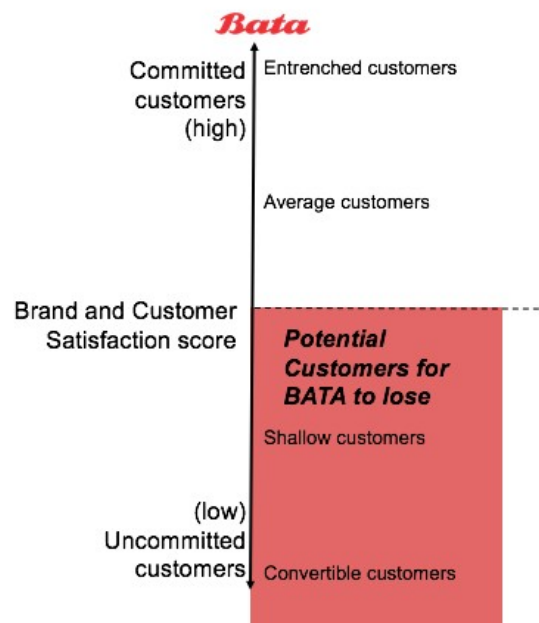 Bata
Committed
customers
(high)
Entrenched customers
Average customers
Brand and Customer
Satisfaction score
Potential
Customers for
BATA to lose
Shallow customers
(low)
Uncommitted
customers
Convertible customers